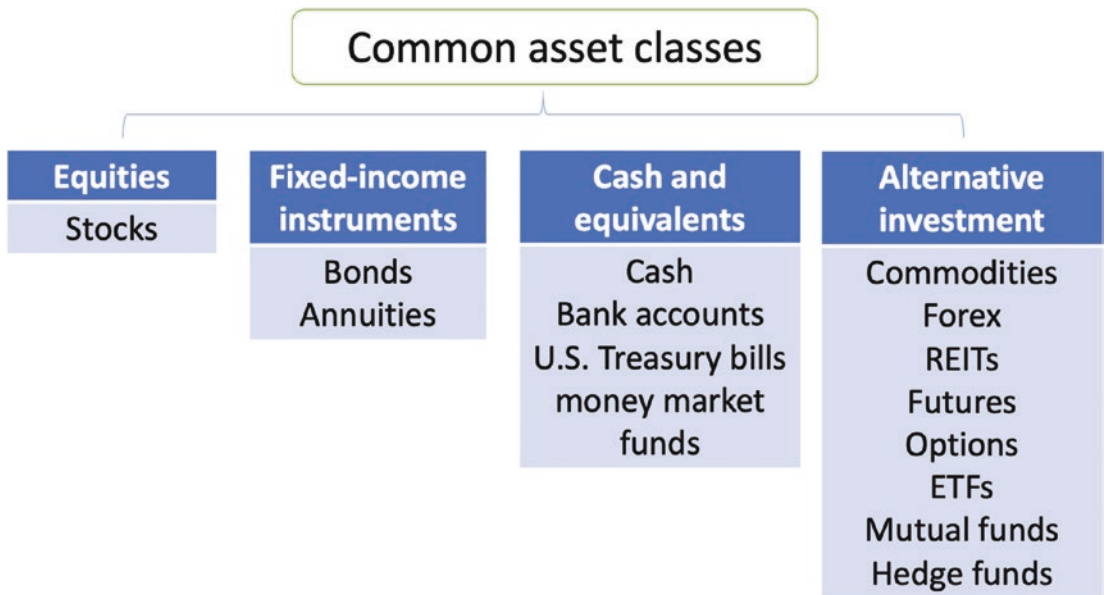 Common asset classes
Equities
Stocks
Fixed-income
instruments
Bonds
Annuities
Cash and
equivalents
Cash
Bank accounts
U.S. Treasury bills
money market
funds
Alternative
investment
Commodities
Forex
REITs
Futures
Options
ETFs
Mutual funds
Hedge funds